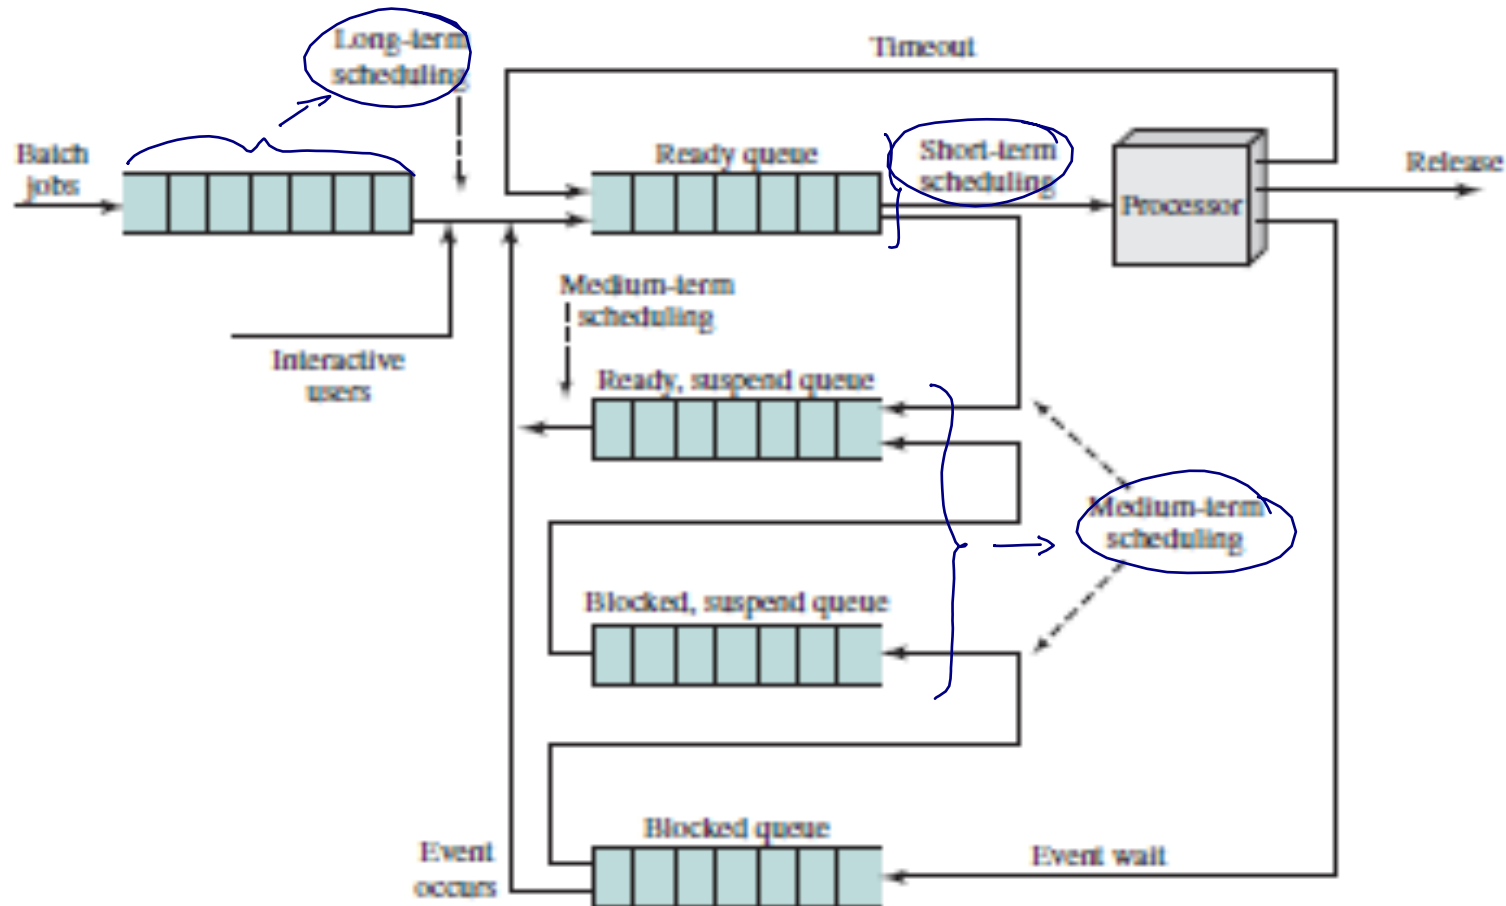 Long-term
scheduling
Timeout
Batch
jobs
Ready queue
Short-term
scheduling
Processor
Release
Medium-term
scheduling
Interactive
users
Ready, suspend queue
Medium-term
scheduling
Blocked, suspend queue
Blocked queue
Event
occurs
Event wait